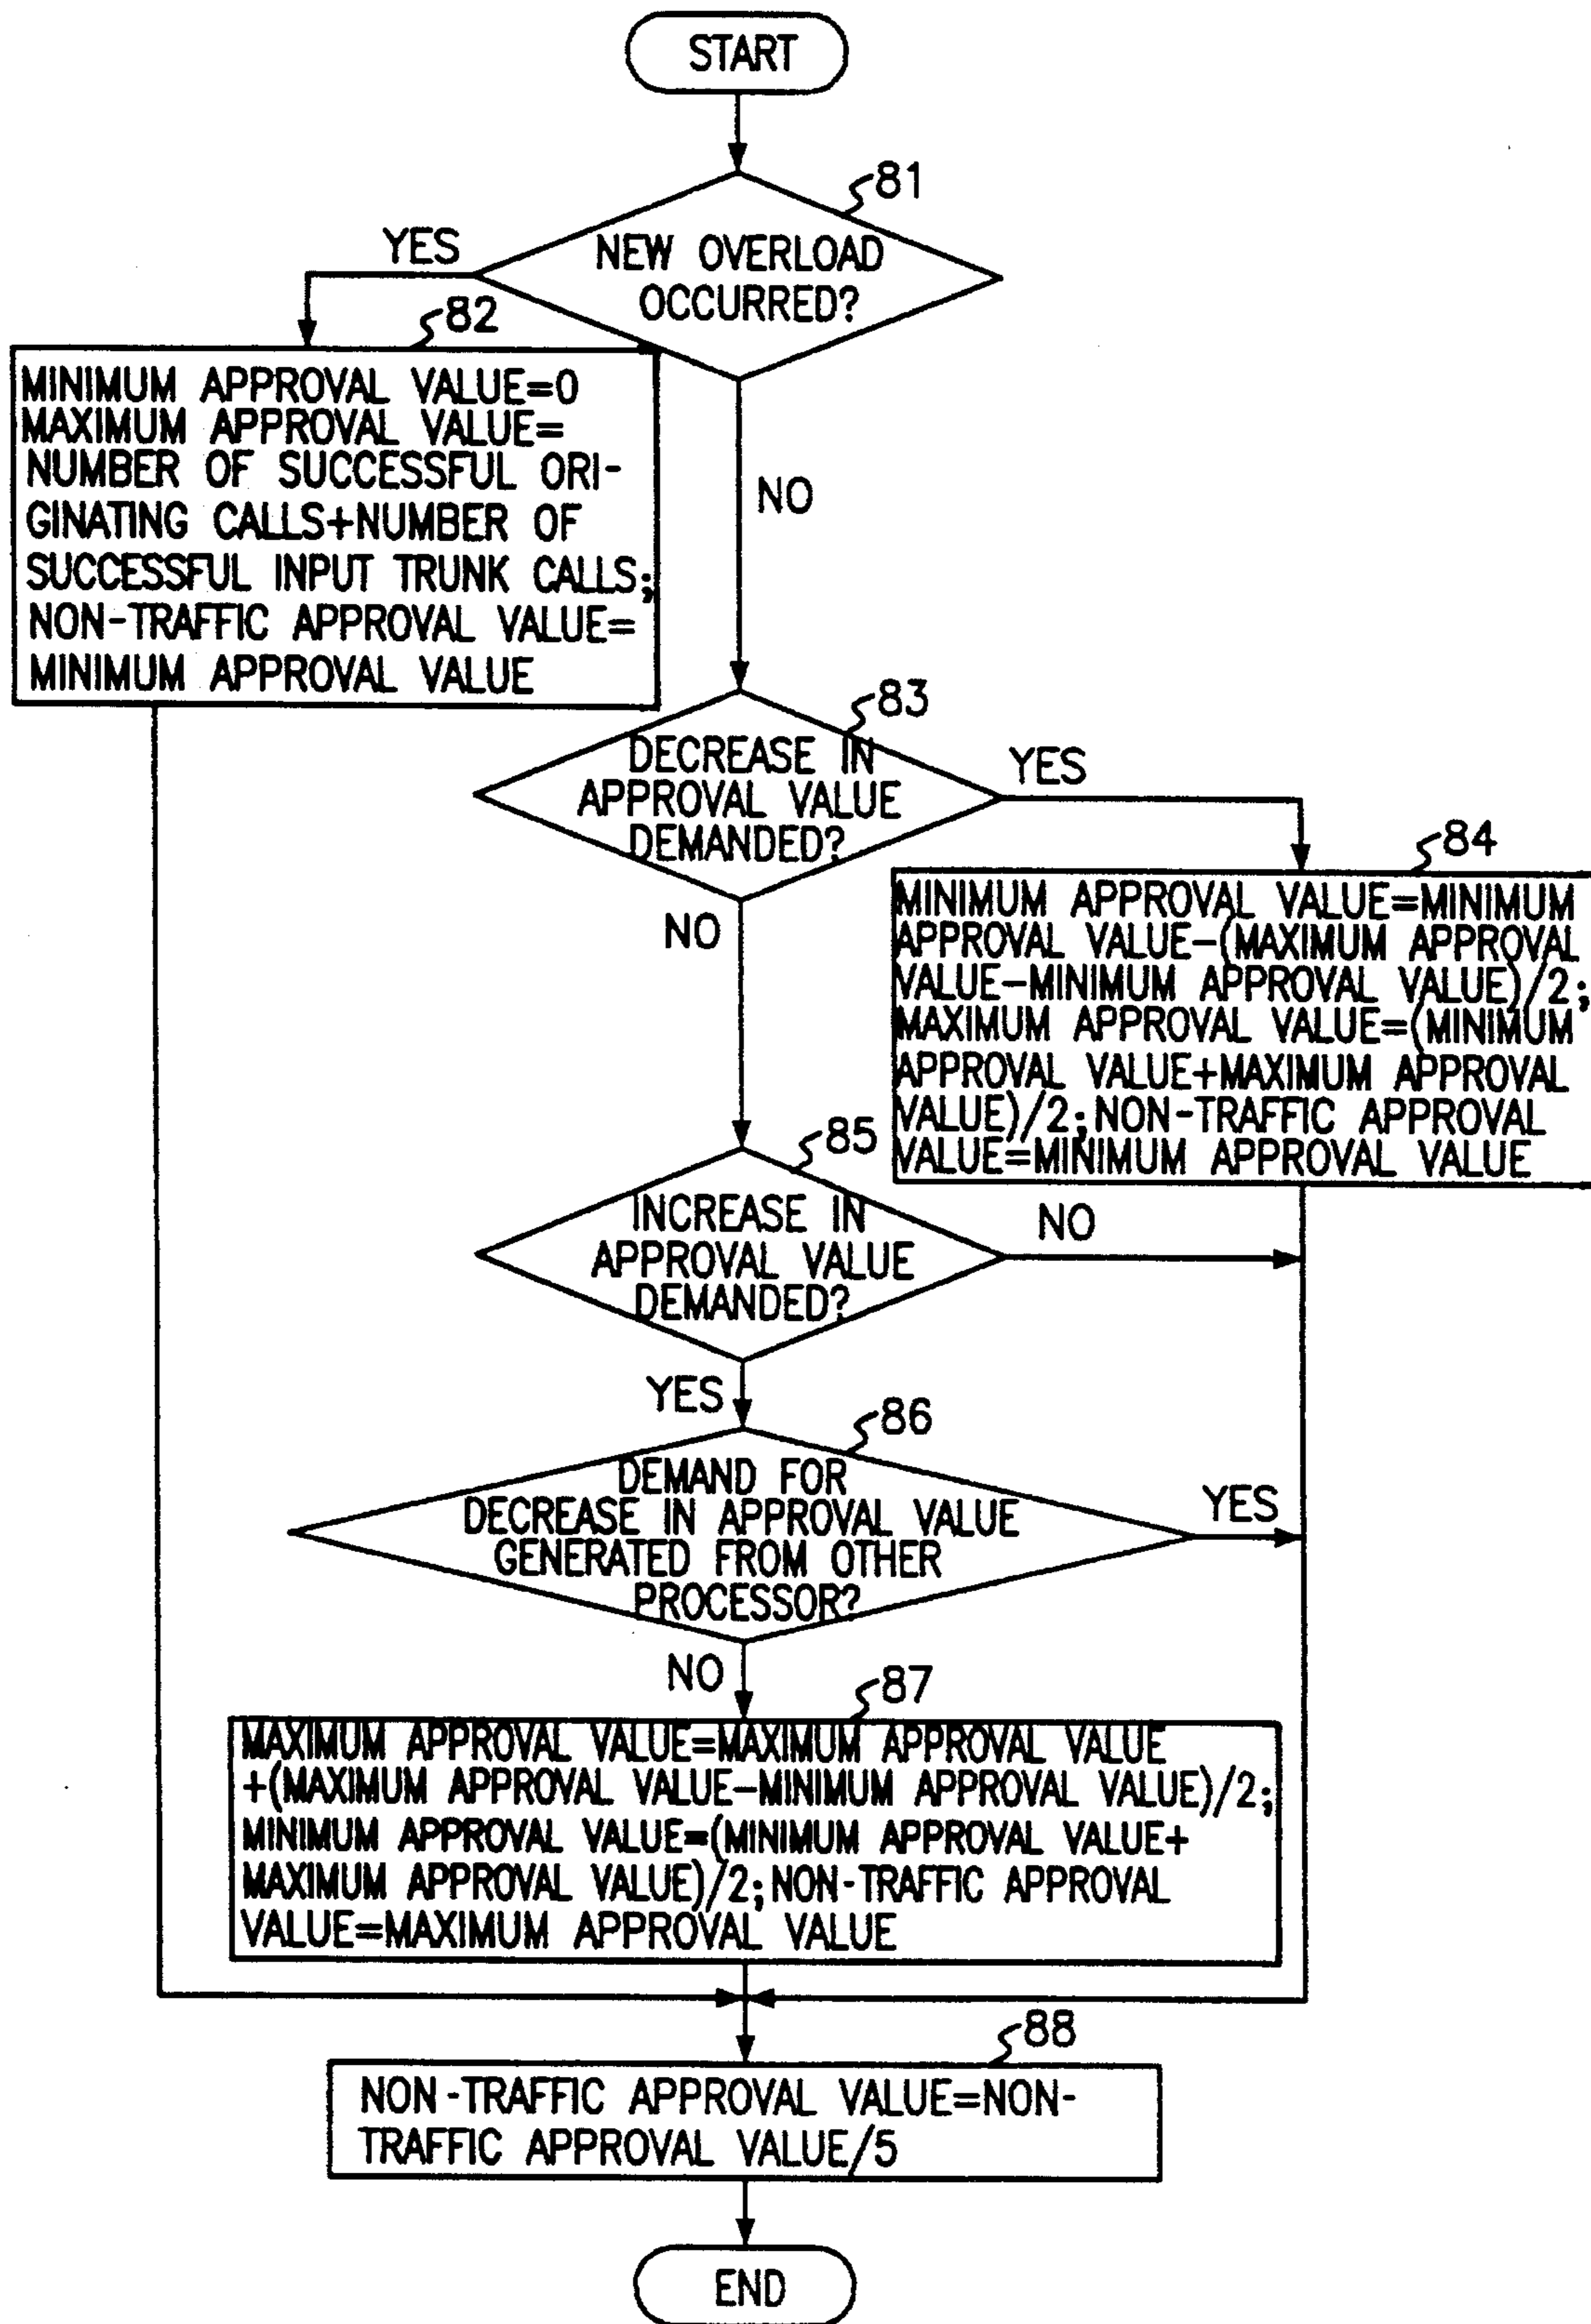 START
81
NEW OVERLOAD
OCCURRED?
YES
NO
82
MINIMUM APPROVAL VALUE=0
MAXIMUM APPROVAL VALUE=
NUMBER OF SUCCESSFUL ORI-
GINATING CALLS+NUMBER OF
SUCCESSFUL INPUT TRUNK CALLS;
NON-TRAFFIC APPROVAL VALUE=
MINIMUM APPROVAL VALUE
83
DECREASE IN
APPROVAL VALUE
DEMANDED?
YES
NO
84
MINIMUM APPROVAL VALUE=MINIMUM
APPROVAL VALUE-(MAXIMUM APPROVAL
VALUE-MINIMUM APPROVAL VALUE)/2;
MAXIMUM APPROVAL VALUE=(MINIMUM
APPROVAL VALUE+MAXIMUM APPROVAL
VALUE)/2;NON-TRAFFIC APPROVAL
VALUE=MINIMUM APPROVAL VALUE
85
INCREASE IN
APPROVAL VALUE
DEMANDED?
NO
YES
86
DEMAND FOR
DECREASE IN APPROVAL VALUE
GENERATED FROM OTHER
PROCESSOR?
YES
NO
87
MAXIMUM APPROVAL VALUE=MAXIMUM APPROVAL VALUE
+(MAXIMUM APPROVAL VALUE-MINIMUM APPROVAL VALUE)/2;
MINIMUM APPROVAL VALUE=(MINIMUM APPROVAL VALUE+
MAXIMUM APPROVAL VALUE)/2;NON-TRAFFIC APPROVAL
VALUE=MAXIMUM APPROVAL VALUE
88
NON-TRAFFIC APPROVAL VALUE=NON-
TRAFFIC APPROVAL VALUE/5
END